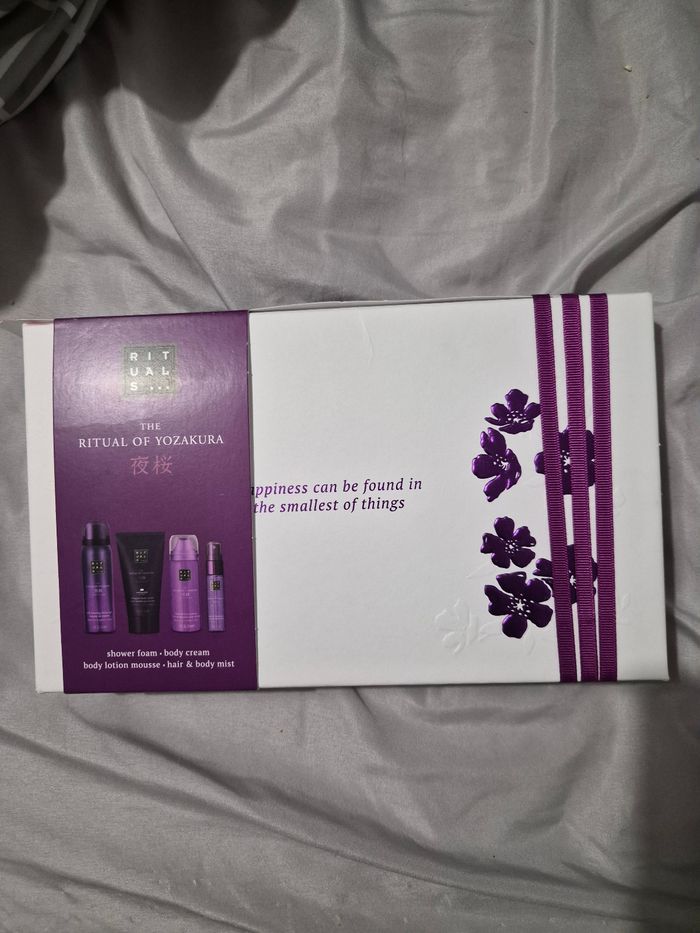 RIT
UAL
S...
THE
RITUAL OF YOZAKURA
夜桜
shower foam • body cream
body lotion mousse • hair & body mist
appiness can be found in
the smallest of things